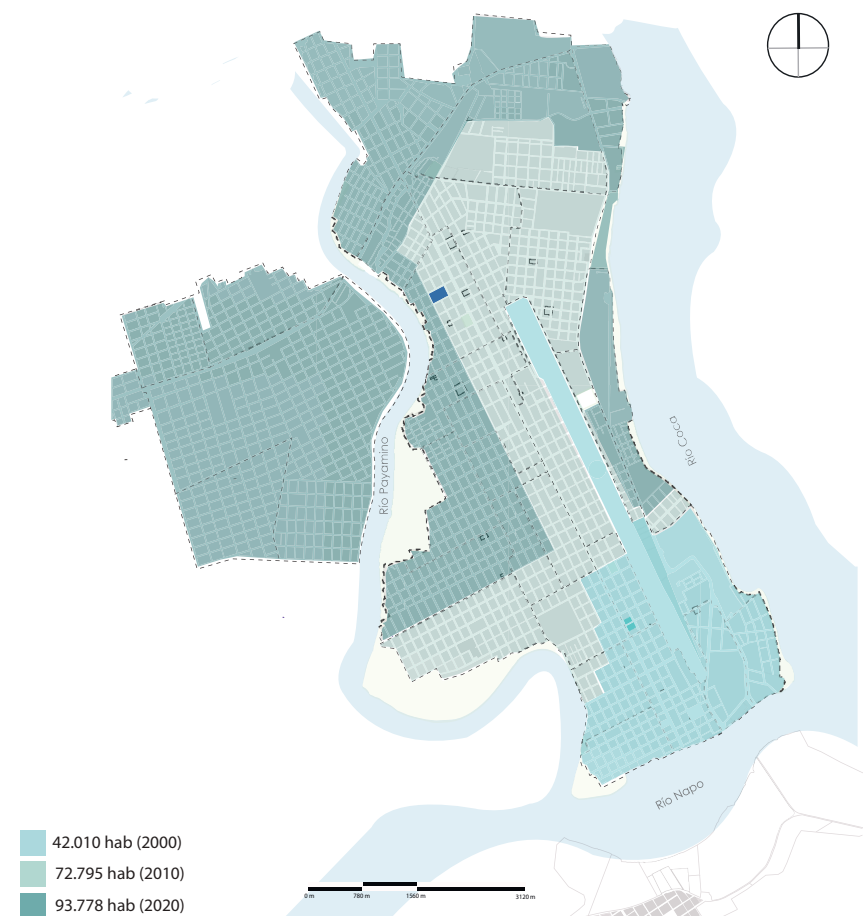 Río Coca
Río Payamino
Río Napo
42.010 hab (2000)
72.795 hab (2010)
93.778 hab (2020)
0 m 780 m 1560 m 3120 m